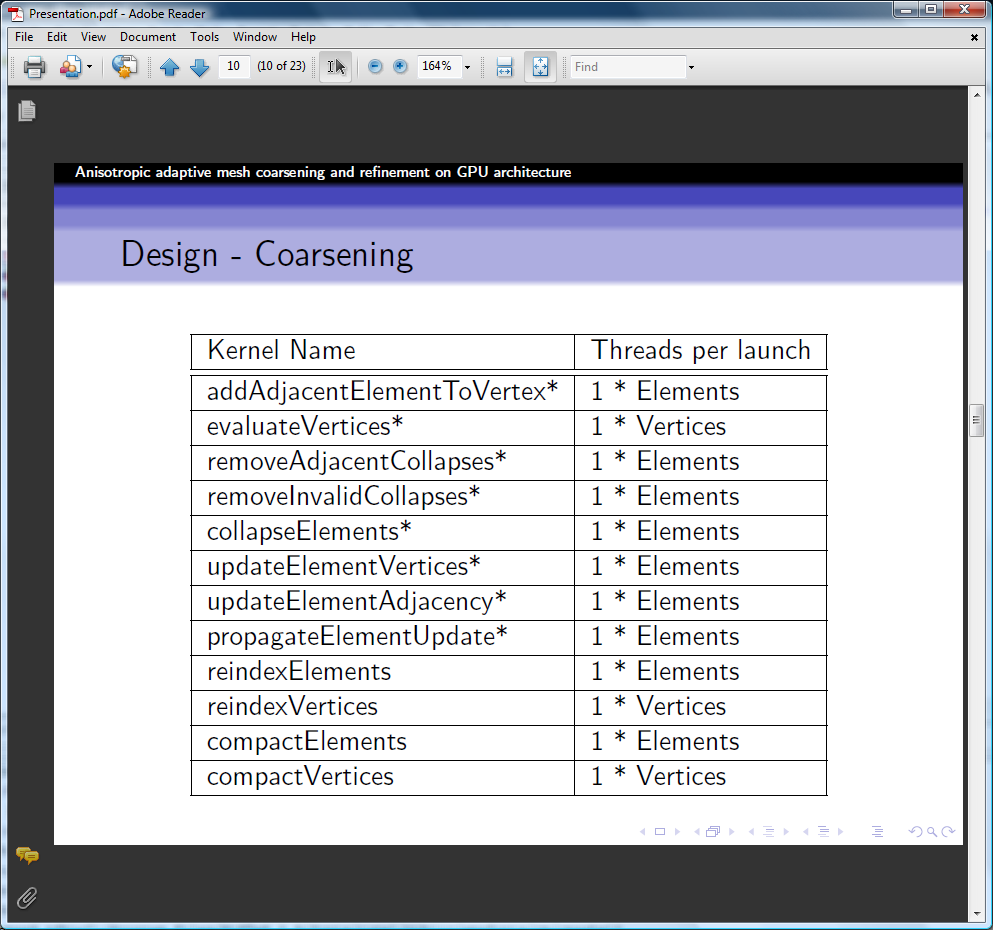 Presentation.pdf - Adobe Reader
File Edit View Document Tools Window Help
10 (10 of 23) 164% Find
Anisotropic adaptive mesh coarsening and refinement on GPU architecture
Design - Coarsening
Kernel Name Threads per launch
addAdjacentElementToVertex* 1 * Elements
evaluateVertices* 1 * Vertices
removeAdjacentCollapses* 1 * Elements
removeInvalidCollapses* 1 * Elements
collapseElements* 1 * Elements
updateElementVertices* 1 * Elements
updateElementAdjacency* 1 * Elements
propagateElementUpdate* 1 * Elements
reindexElements 1 * Elements
reindexVertices 1 * Vertices
compactElements 1 * Elements
compactVertices 1 * Vertices